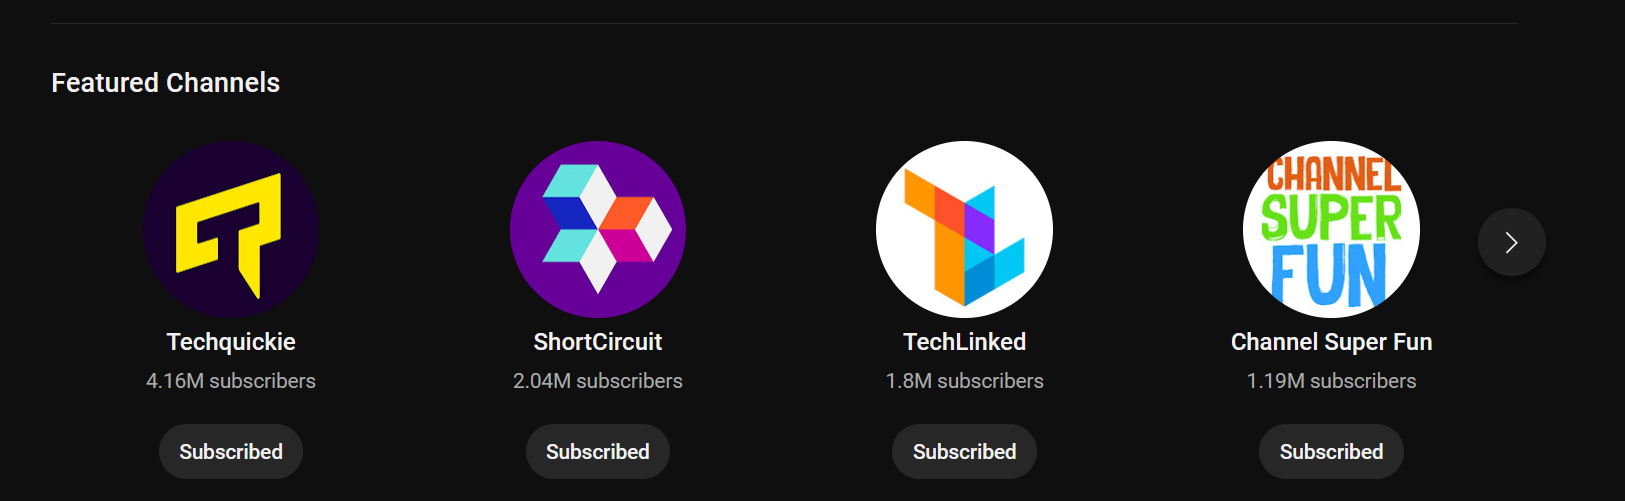 Featured Channels
CHANNEL
SUPER
FUN
Techquickie
ShortCircuit
TechLinked
Channel Super Fun
4.16M subscribers
2.04M subscribers
1.8M subscribers
1.19M subscribers
Subscribed
Subscribed
Subscribed
Subscribed